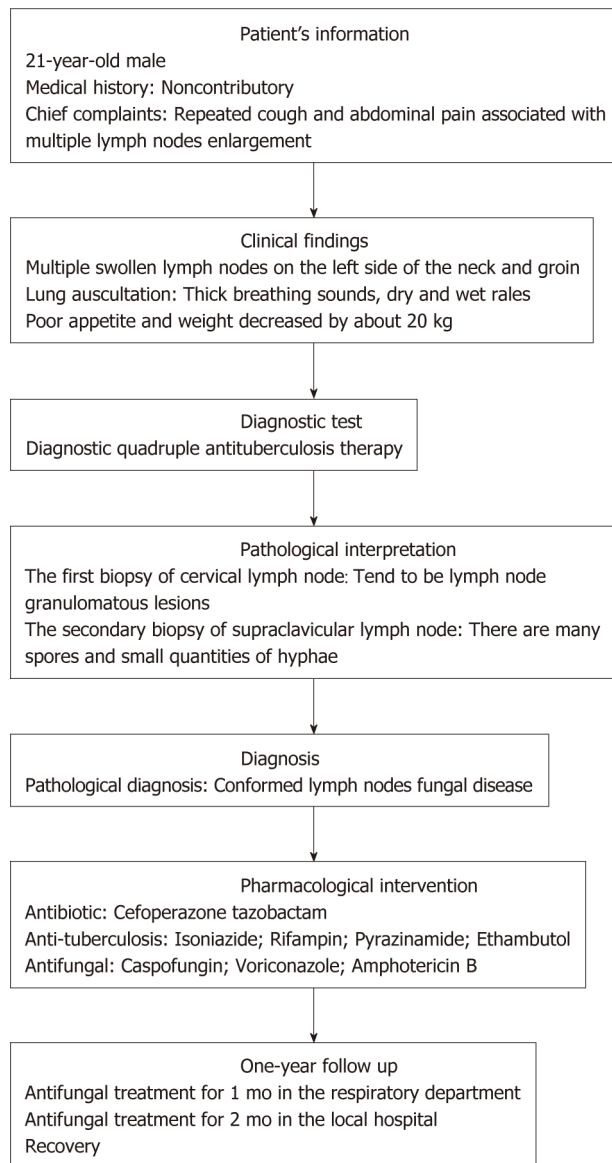 Patient's information
21-year-old male
Medical history: Noncontributory
Chief complaints: Repeated cough and abdominal pain associated with
multiple lymph nodes enlargement
Clinical findings
Multiple swollen lymph nodes on the left side of the neck and groin
Lung auscultation: Thick breathing sounds, dry and wet rales
Poor appetite and weight decreased by about 20 kg
Diagnostic test
Diagnostic quadruple antituberculosis therapy
Pathological interpretation
The first biopsy of cervical lymph node: Tend to be lymph node
granulomatous lesions
The secondary biopsy of supraclavicular lymph node: There are many
spores and small quantities of hyphae
Diagnosis
Pathological diagnosis: Conformed lymph nodes fungal disease
Pharmacological intervention
Antibiotic: Cefoperazone tazobactam
Anti-tuberculosis: Isoniazide; Rifampin; Pyrazinamide; Ethambutol
Antifungal: Caspofungin; Voriconazole; Amphotericin B
One-year follow up
Antifungal treatment for 1 mo in the respiratory department
Antifungal treatment for 2 mo in the local hospital
Recovery